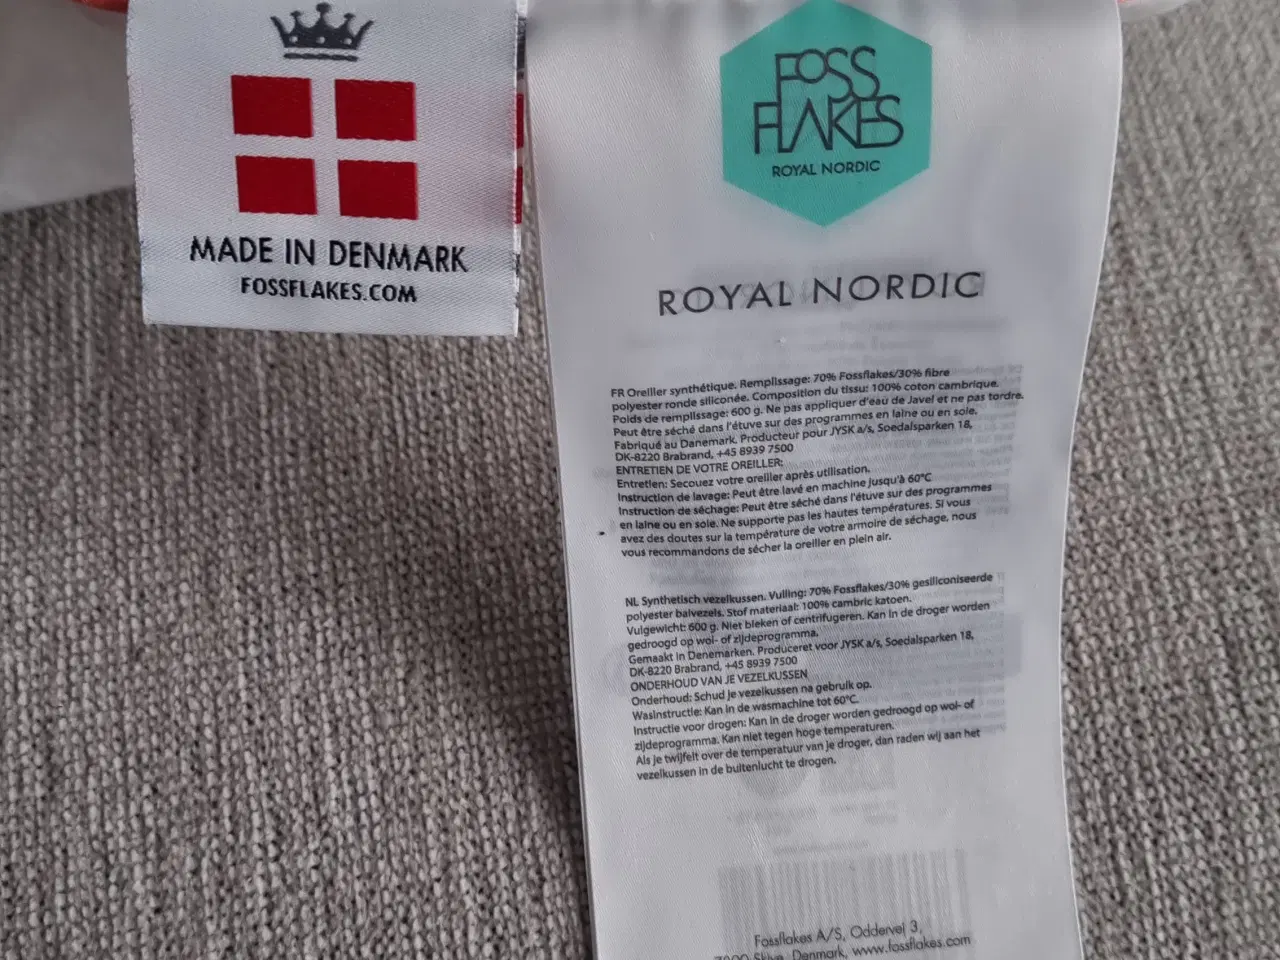 MADE IN DENMARK
FOSSFLAKES.COM
FOSS
FLAKES
ROYAL NORDIC
ROYAL NORDIC
FR Oreiller synthétique. Remplissage: 70% Fossflakes/30% fibre
polyester ronde siliconée. Composition du tissu: 100% coton cambrique.
Poids de remplissage: 600 g. Ne pas appliquer d'eau de Javel et ne pas tordre.
Peut être séché dans l'étuve sur des programmes en laine ou en soie.
Fabriqué au Danemark. Producteur pour JYSK a/s, Soedalsparken 18,
DK-8220 Brabrand, +45 8939 7500
ENTRETIEN DE VOTRE OREILLER:
Entretien: Secouez votre oreiller après utilisation.
Instruction de lavage: Peut être lavé en machine jusqu'à 60°C
Instruction de séchage: Peut être séché dans l'étuve sur des programmes
en laine ou en soie. Ne supporte pas les hautes températures. Si vous
avez des doutes sur la température de votre armoire de séchage, nous
vous recommandons de sécher la oreiller en plein air.
NL Synthetisch vezelkussen. Vulling: 70% Fossflakes/30% gesiliconiseerde
polyester balvezels. Stof materiaal: 100% cambric katoen.
Vulgewicht: 600 g. Niet bleken of centrifugeren. Kan in de droger worden
gedroogd op wol- of zijdeprogramma.
Gemaakt in Denemarken. Produceret voor JYSK a/s, Soedalsparken 18,
DK-8220 Brabrand, +45 8939 7500
ONDERHOUD VAN JE VEZELKUSSEN
Onderhoud: Schud je vezelkussen na gebruik op.
Wasinstructie: Kan in de wasmachine tot 60°C.
Instructie voor drogen: Kan in de droger worden gedroogd op wol- of
zijdeprogramma. Kan niet tegen hoge temperaturen.
Als je twijfelt over de temperatuur van je droger, dan raden wij aan het
vezelkussen in de buitenlucht te drogen.
Fossflakes A/S, Oddervej 3,
7800 Skive, Denmark, www.fossflakes.com